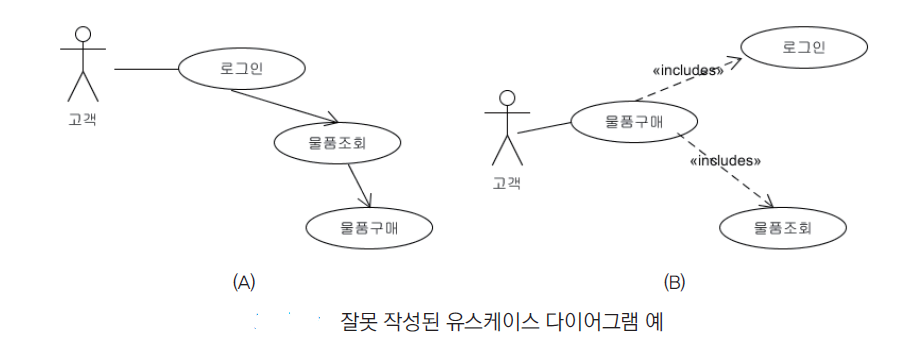 로그인
고객
물품조회
물품구매
(A)
로그인
«includes»
물품구매
고객
«includes»
물품조회
(B)
잘못 작성된 유스케이스 다이어그램 예